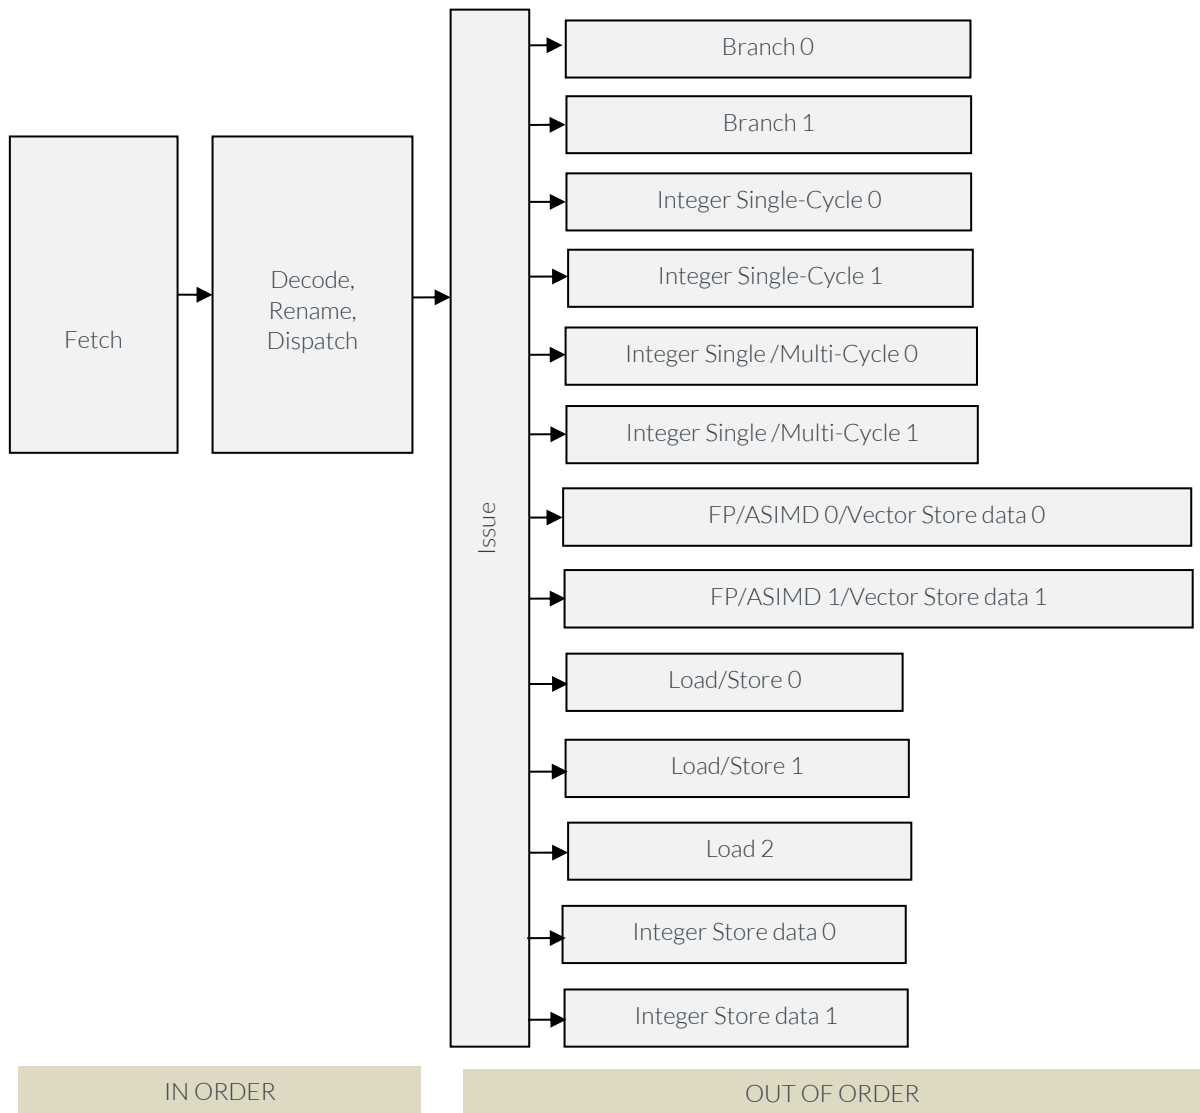 Fetch
Decode,
Rename,
Dispatch
Issue
Branch 0
Branch 1
Integer Single-Cycle 0
Integer Single-Cycle 1
Integer Single /Multi-Cycle 0
Integer Single /Multi-Cycle 1
FP/ASIMD 0/Vector Store data 0
FP/ASIMD 1/Vector Store data 1
Load/Store 0
Load/Store 1
Load 2
Integer Store data 0
Integer Store data 1
IN ORDER
OUT OF ORDER